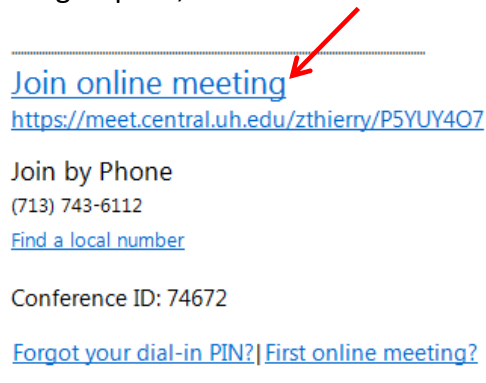 Join online meeting
https://meet.central.uh.edu/zthierry/P5YUY4O7
Join by Phone
(713) 743-6112
Find a local number
Conference ID: 74672
Forgot your dial-in PIN?|First online meeting?